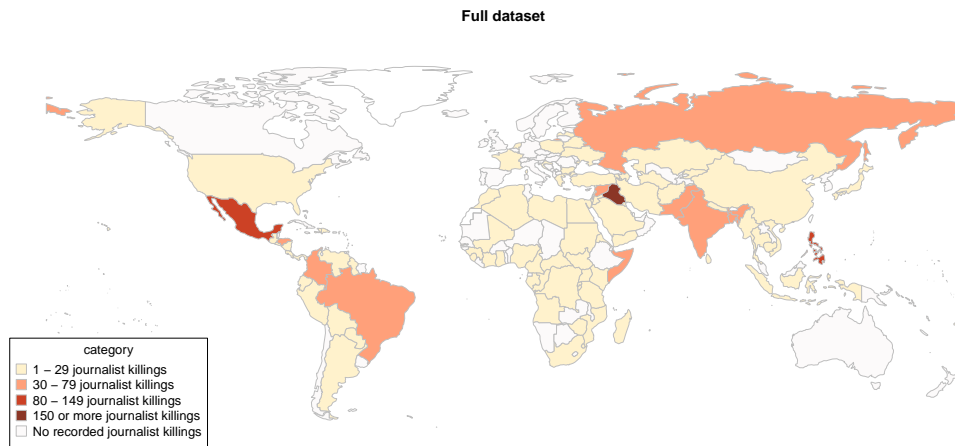 Full dataset
category
1 – 29 journalist killings
30 – 79 journalist killings
80 – 149 journalist killings
150 or more journalist killings
No recorded journalist killings